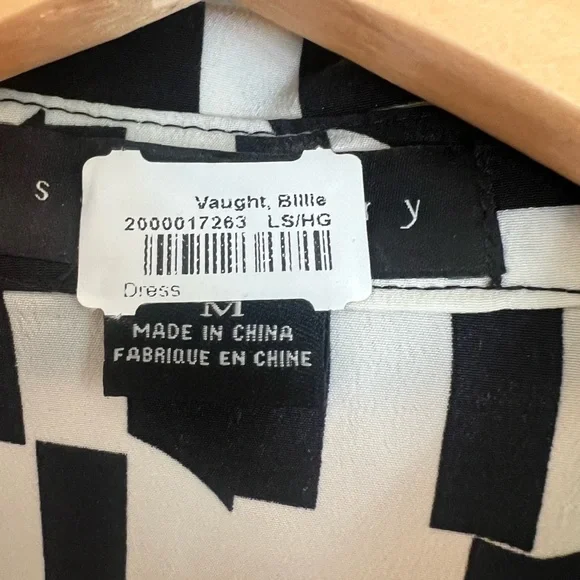 Vaught, Billie
2000017263 LS/HG
Dress
M
MADE IN CHINA
FABRIQUE EN CHINE